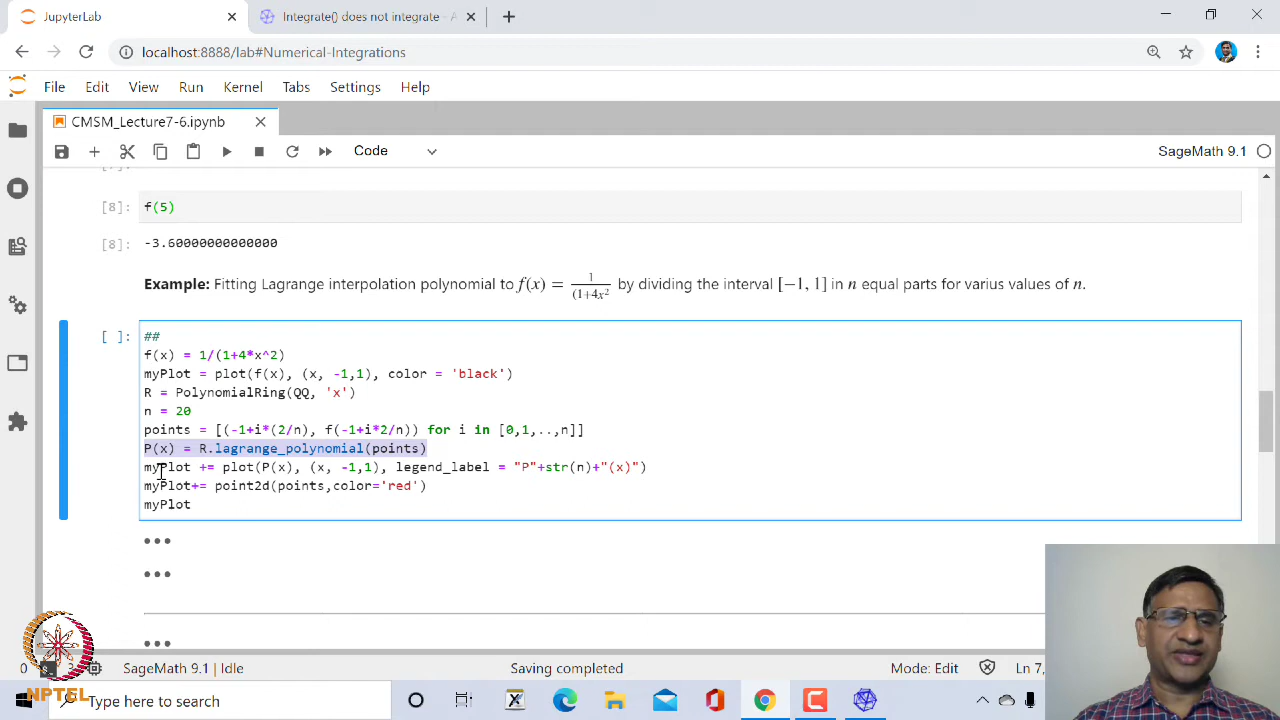 JupyterLab
Integrate() does not integrate - A
localhost:8888/lab#Numerical-Integrations
File Edit View Run Kernel Tabs Settings Help
CMSM_Lecture7-6.ipynb
Code
SageMath 9.1
[8]: f(5)
[8]: -3.60000000000000
Example: Fitting Lagrange interpolation polynomial to f(x) = 1/(1+4x² by dividing the interval [−1, 1] in n equal parts for varius values of n.
[ ]: ##
f(x) = 1/(1+4*x^2)
myPlot = plot(f(x), (x, -1,1), color = 'black')
R = PolynomialRing(QQ, 'x')
n = 20
points = [(-1+i*(2/n), f(-1+i*2/n)) for i in [0,1,..,n]]
P(x) = R.lagrange_polynomial(points)
myPlot += plot(P(x), (x, -1,1), legend_label = "P"+str(n)+"(x)")
myPlot+= point2d(points,color='red')
myPlot
0
SageMath 9.1 | Idle
Saving completed
Mode: Edit
Ln 7,
NPTEL
Type here to search